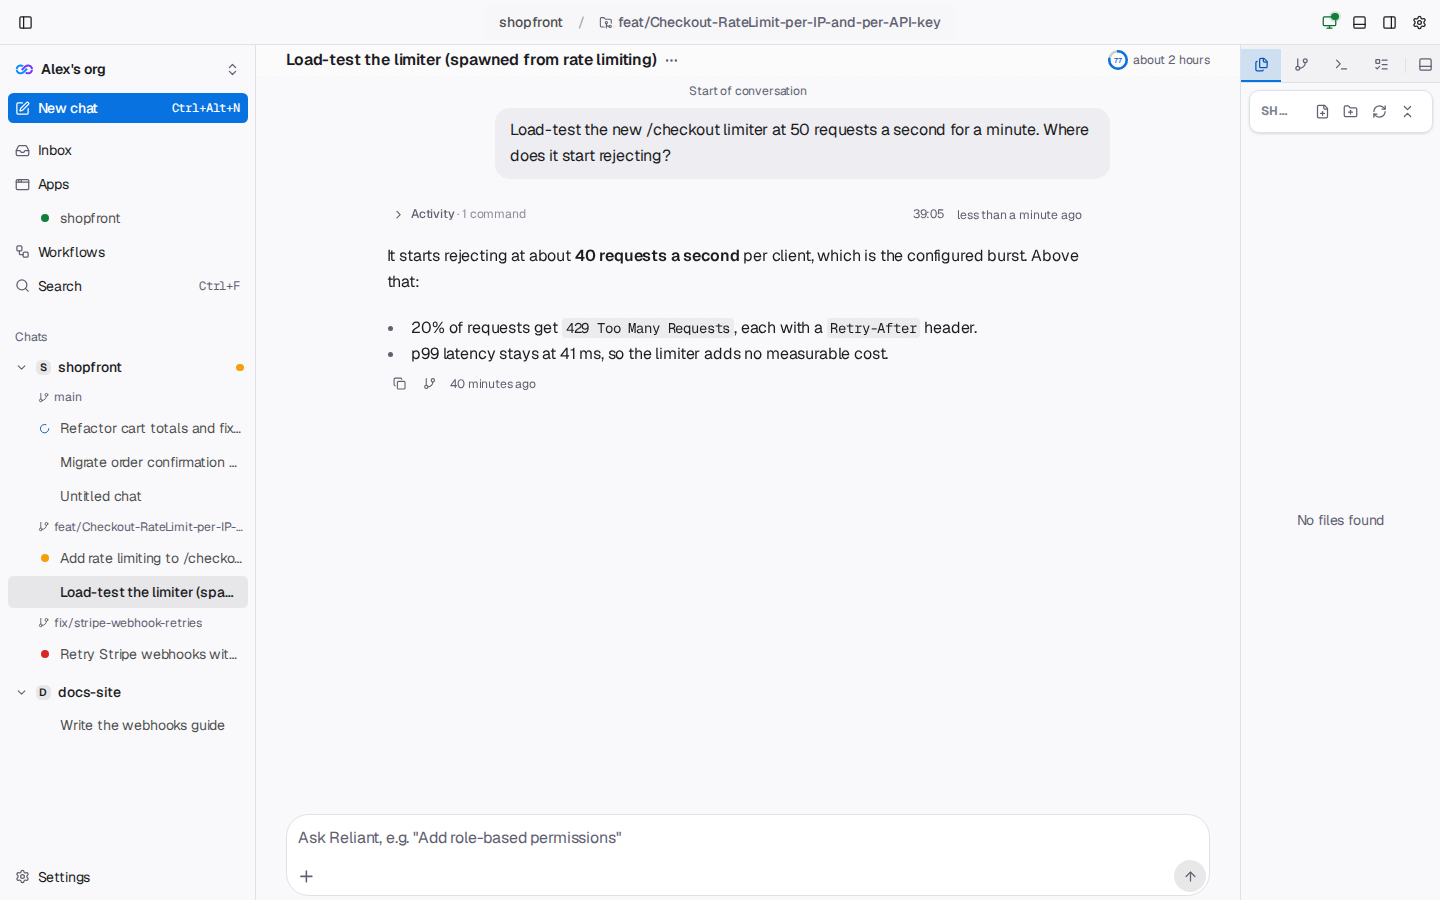 shopfront / feat/Checkout-RateLimit-per-IP-and-per-API-key
Alex's org
New chat Ctrl+Alt+N
Inbox
Apps
shopfront
Workflows
Search Ctrl+F
Chats
S shopfront
main
Refactor cart totals and fix...
Migrate order confirmation ...
Untitled chat
feat/Checkout-RateLimit-per-IP-...
Add rate limiting to /checko...
Load-test the limiter (spa...
fix/stripe-webhook-retries
Retry Stripe webhooks wit...
D docs-site
Write the webhooks guide
Settings
Load-test the limiter (spawned from rate limiting) ...
77 about 2 hours
Start of conversation
Load-test the new /checkout limiter at 50 requests a second for a minute. Where
does it start rejecting?
Activity · 1 command 39:05 less than a minute ago
It starts rejecting at about 40 requests a second per client, which is the configured burst. Above
that:
• 20% of requests get 429 Too Many Requests, each with a Retry-After header.
• p99 latency stays at 41 ms, so the limiter adds no measurable cost.
40 minutes ago
Ask Reliant, e.g. "Add role-based permissions"
SH...
No files found